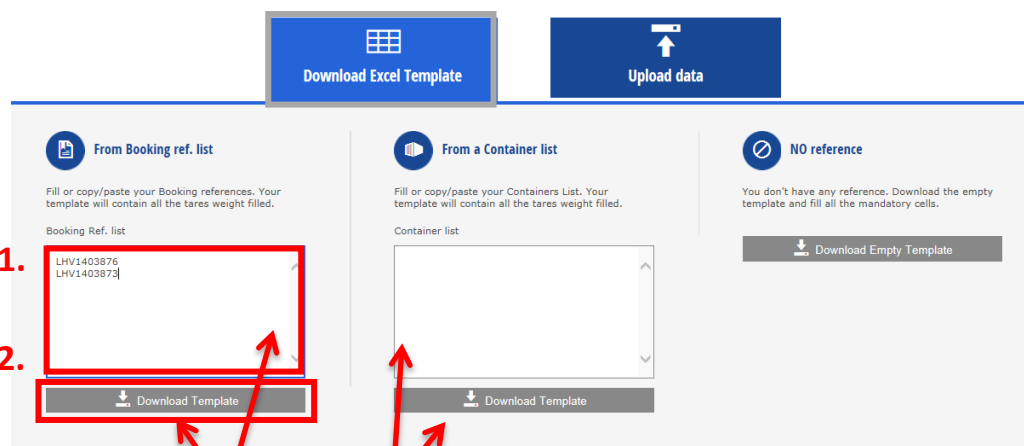 Download Excel Template
Upload data
From Booking ref. list
Fill or copy/paste your Booking references. Your
template will contain all the tares weight filled.
Booking Ref. list
1.
LHV1403876
LHV1403873
2.
Download Template
From a Container list
Fill or copy/paste your Containers List. Your
template will contain all the tares weight filled.
Container list
Download Template
NO reference
You don't have any reference. Download the empty
template and fill all the mandatory cells.
Download Empty Template